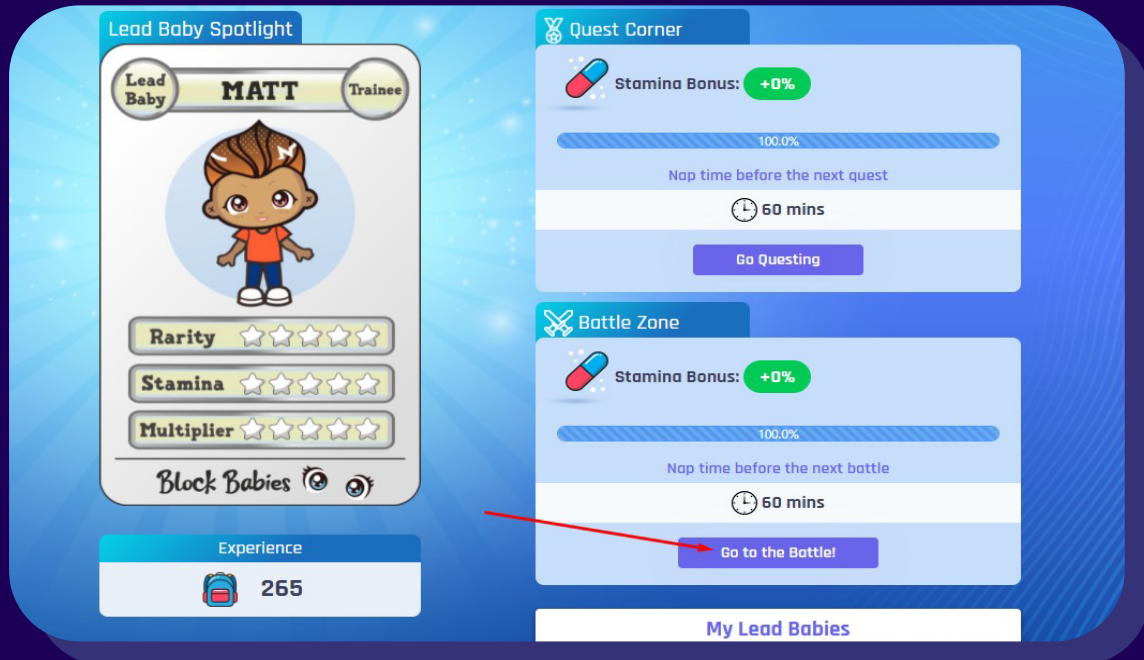 Lead Baby Spotlight
Lead Baby
MATT
Trainee
Rarity
Stamina
Multiplier
Block Babies
Experience
265
Quest Corner
Stamina Bonus: +0%
100.0%
Nap time before the next quest
60 mins
Go Questing
Battle Zone
Stamina Bonus: +0%
100.0%
Nap time before the next battle
60 mins
Go to the Battle!
My Lead Babies